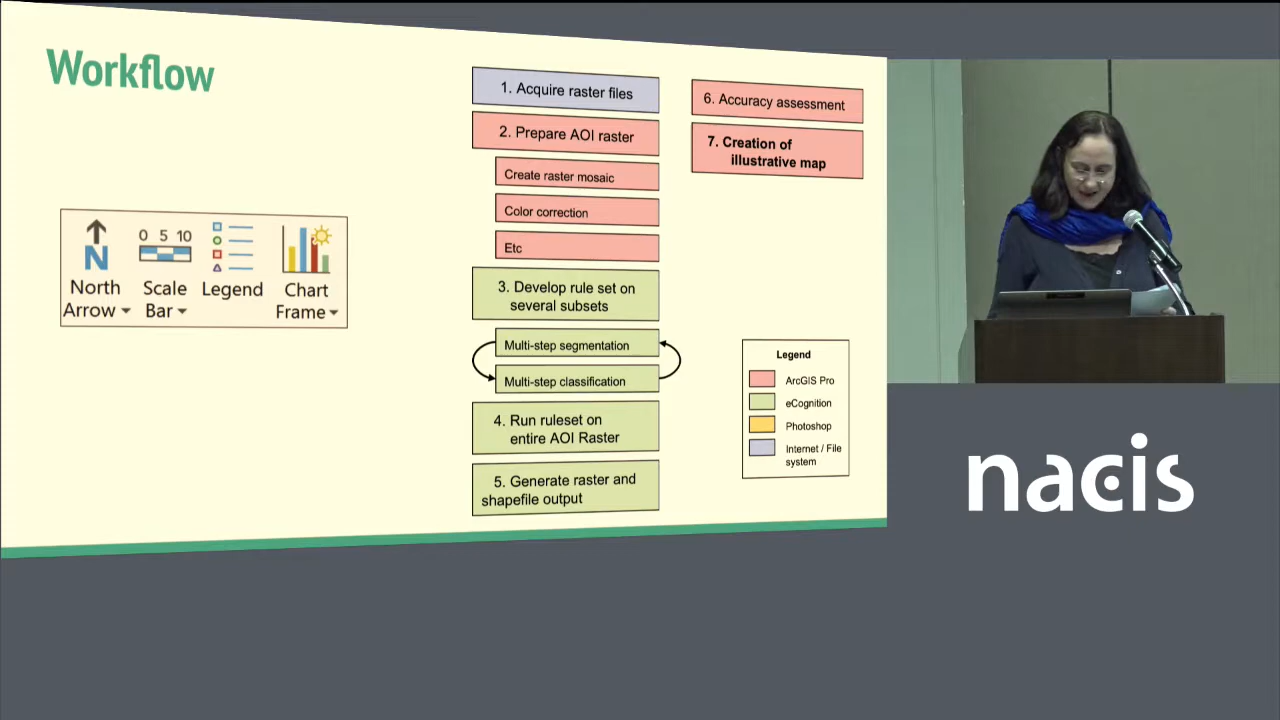 Workflow
1. Acquire raster files
2. Prepare AOI raster
Create raster mosaic
Color correction
Etc
3. Develop rule set on
several subsets
Multi-step segmentation
Multi-step classification
4. Run ruleset on
entire AOI Raster
5. Generate raster and
shapefile output
6. Accuracy assessment
7. Creation of
illustrative map
N
North
Arrow
0 5 10
Scale
Bar
Legend
Chart
Frame
Legend
ArcGIS Pro
eCognition
Photoshop
Internet / File
system
nacis